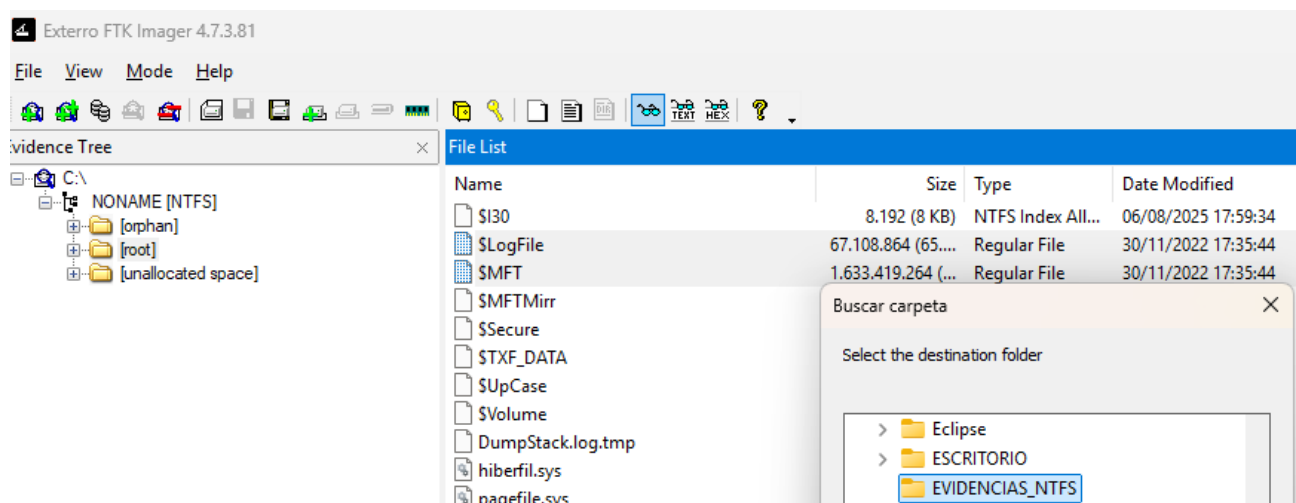 Exterro FTK Imager 4.7.3.81
File View Mode Help
TEXT HEX
Evidence Tree
C:\
NONAME [NTFS]
[orphan]
[root]
[unallocated space]
File List
Name Size Type Date Modified
$I30 8.192 (8 KB) NTFS Index All... 06/08/2025 17:59:34
$LogFile 67.108.864 (65.... Regular File 30/11/2022 17:35:44
$MFT 1.633.419.264 (... Regular File 30/11/2022 17:35:44
$MFTMirr
$Secure
$TXF_DATA
$UpCase
$Volume
DumpStack.log.tmp
hiberfil.sys
pagefile.sys
Buscar carpeta
Select the destination folder
Eclipse
ESCRITORIO
EVIDENCIAS_NTFS